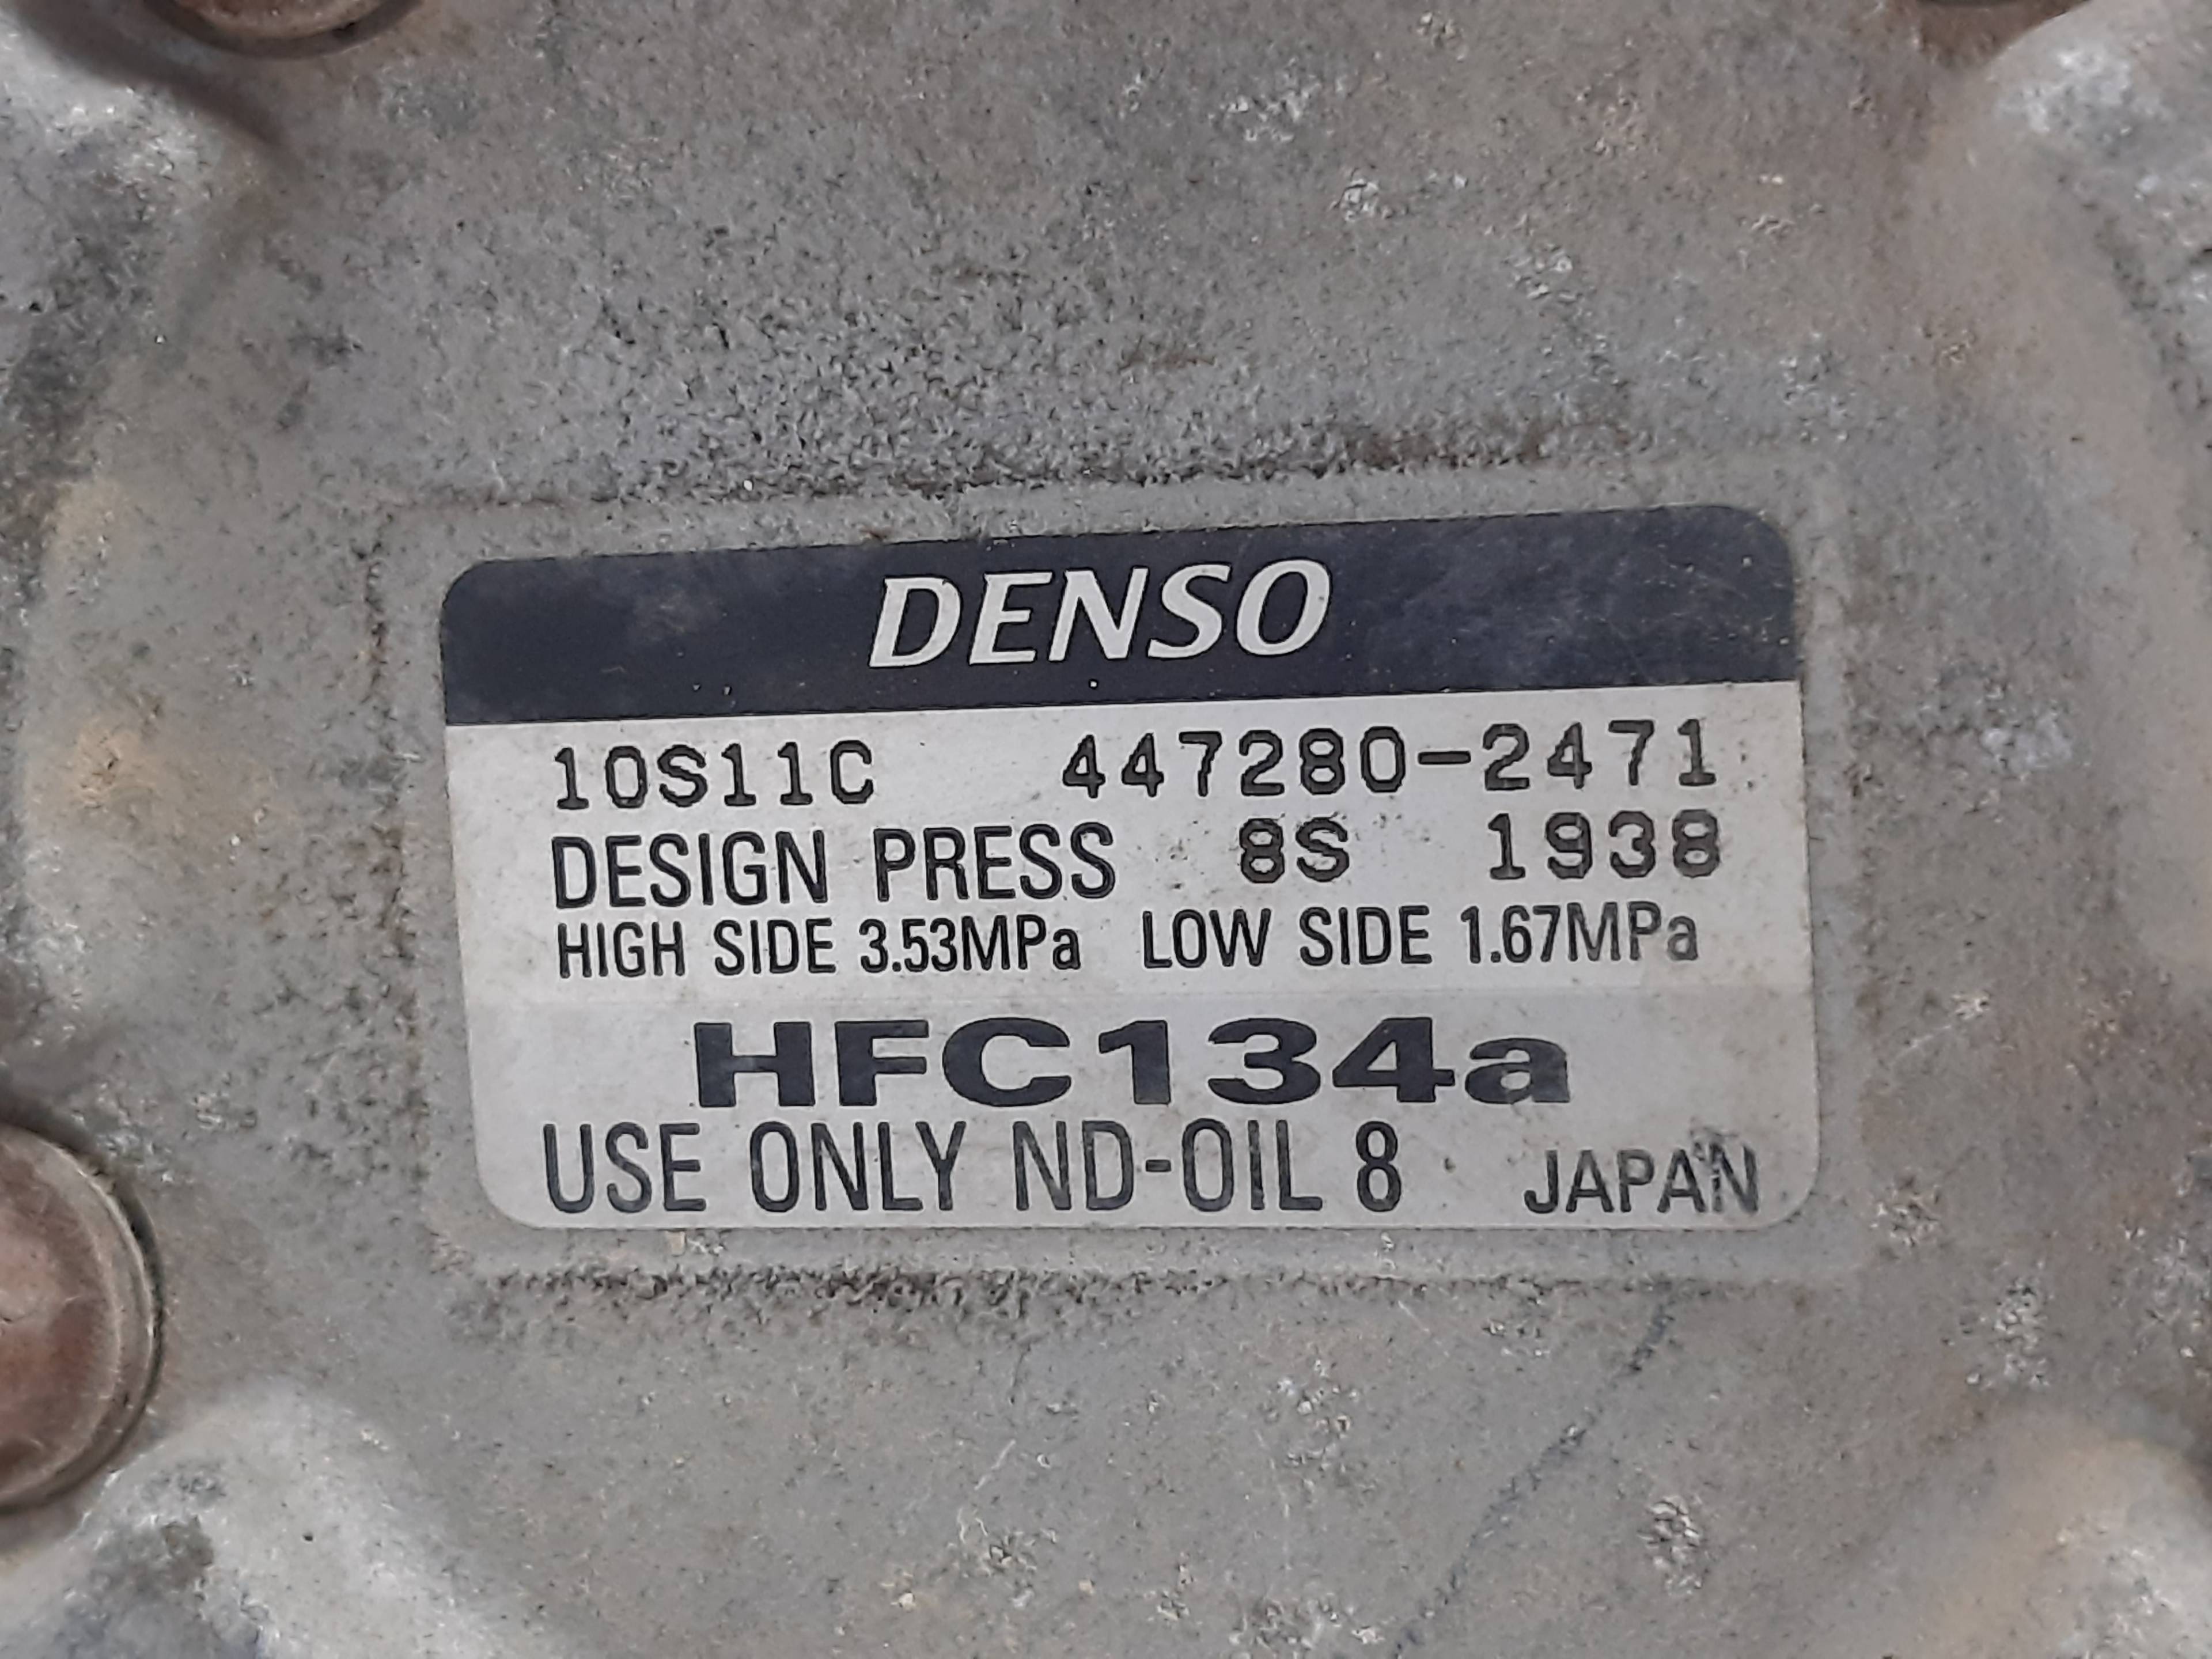 DENSO
10S11C 447280-2471
DESIGN PRESS 8S 1938
HIGH SIDE 3.53MPa LOW SIDE 1.67MPa
HFC134a
USE ONLY ND-OIL 8 JAPAN